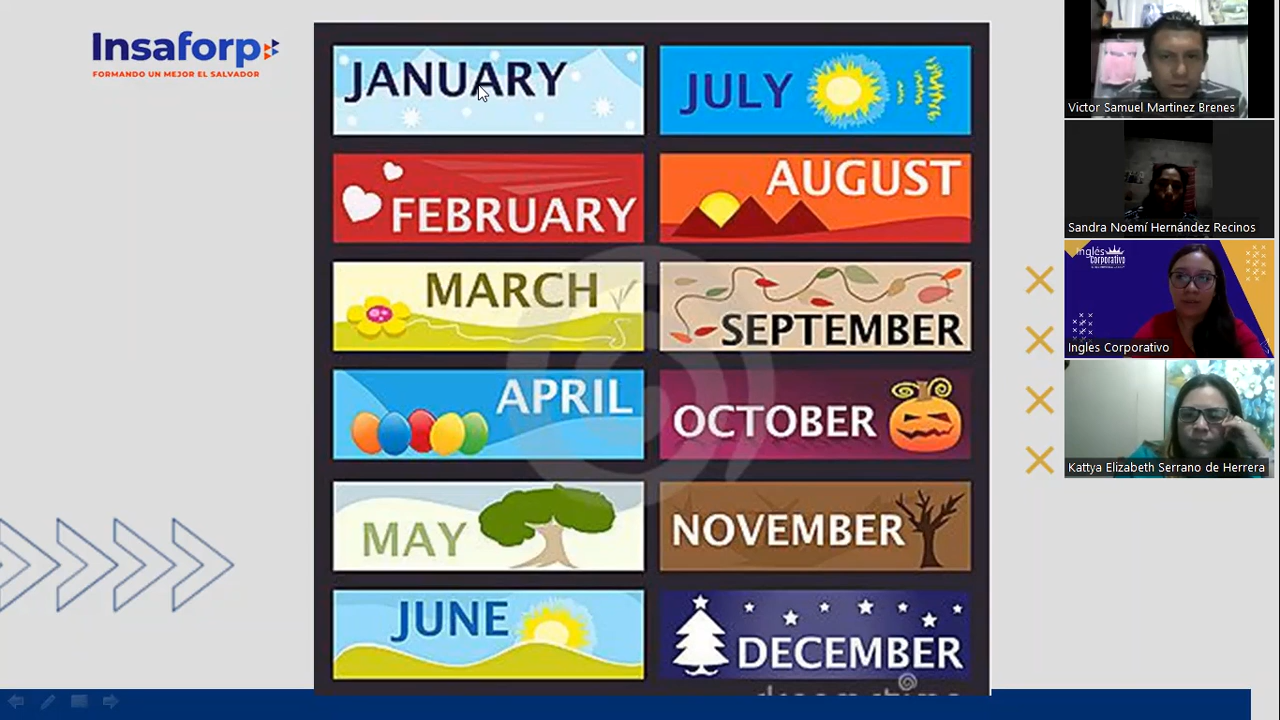 Insaforp
FORMANDO UN MEJOR EL SALVADOR
JANUARY
FEBRUARY
MARCH
APRIL
MAY
JUNE
JULY
AUGUST
SEPTEMBER
OCTOBER
NOVEMBER
DECEMBER
Victor Samuel Martinez Brenes
Sandra Noemí Hernández Recinos
Inglés
Corporativo
Ingles Corporativo
Kattya Elizabeth Serrano de Herrera